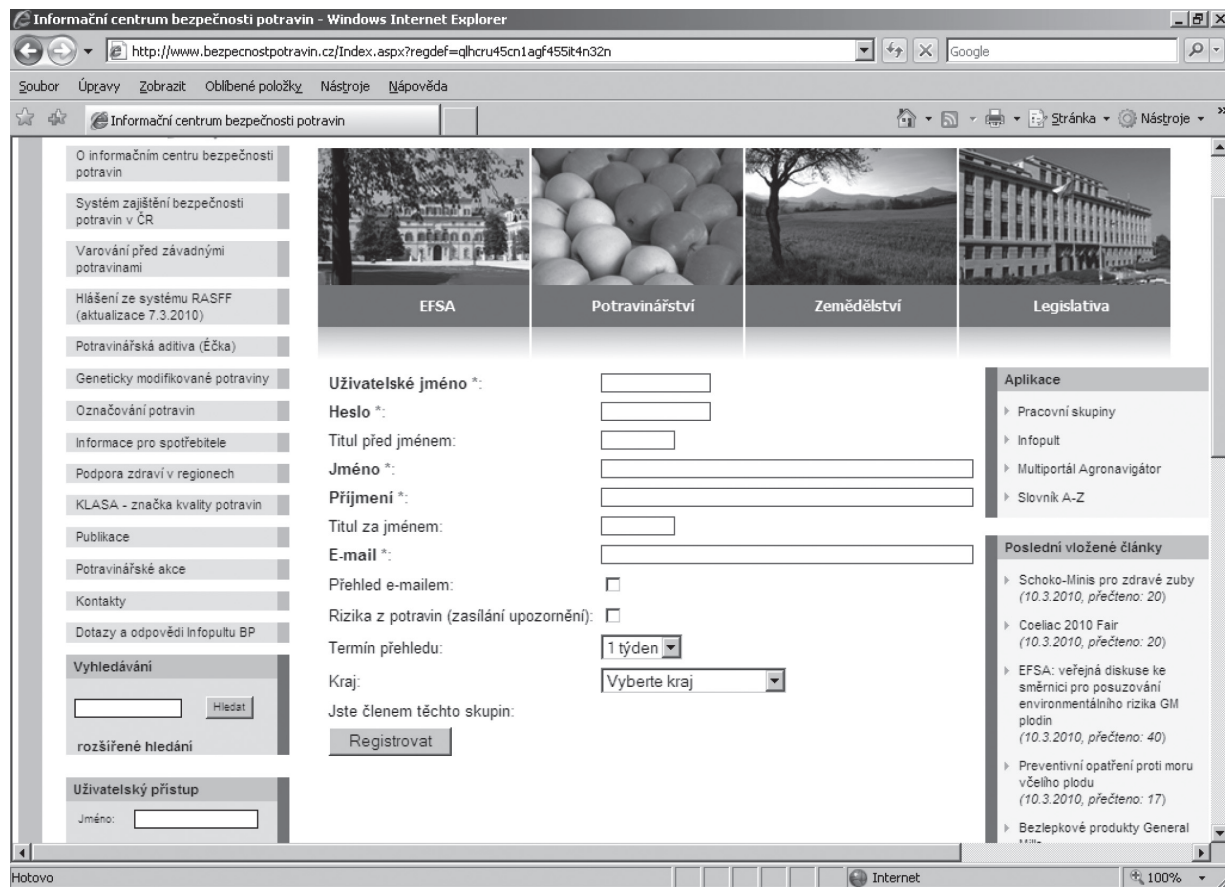 Informační centrum bezpečnosti potravin - Windows Internet Explorer
http://www.bezpecnostpotravin.cz/Index.aspx?regdef=qlhcru45cn1agf455it4n32n
Google
Soubor Úpravy Zobrazit Oblíbené položky Nástroje Nápověda
Informační centrum bezpečnosti potravin
Stránka Nástroje »
O informačním centru bezpečnosti
potravin
Systém zajištění bezpečnosti
potravin v ČR
Varování před závadnými
potravinami
Hlášení ze systému RASFF
(aktualizace 7.3.2010)
Potravinářská aditiva (Éčka)
Geneticky modifikované potraviny
Označování potravin
Informace pro spotřebitele
Podpora zdraví v regionech
KLASA - značka kvality potravin
Publikace
Potravinářské akce
Kontakty
Dotazy a odpovědi Infopultu BP
Vyhledávání
Hledat
rozšířené hledání
Uživatelský přístup
Jméno:
EFSA
Potravinářství
Zemědělství
Legislativa
Uživatelské jméno *:
Heslo *:
Titul před jménem:
Jméno *:
Příjmení *:
Titul za jménem:
E-mail *:
Přehled e-mailem:
Rizika z potravin (zasílání upozornění):
Termín přehledu: 1 týden
Kraj: Vyberte kraj
Jste členem těchto skupin:
Registrovat
Aplikace
Pracovní skupiny
Infopult
Multiportál Agronavigátor
Slovník A-Z
Poslední vložené články
Schoko-Minis pro zdravé zuby
(10.3.2010, přečteno: 20)
Coeliac 2010 Fair
(10.3.2010, přečteno: 20)
EFSA: veřejná diskuse ke
směrnici pro posuzování
environmentálního rizika GM
plodin
(10.3.2010, přečteno: 40)
Preventivní opatření proti moru
včelího plodu
(10.3.2010, přečteno: 17)
Bezlepkové produkty General
Hotovo
Internet
100%